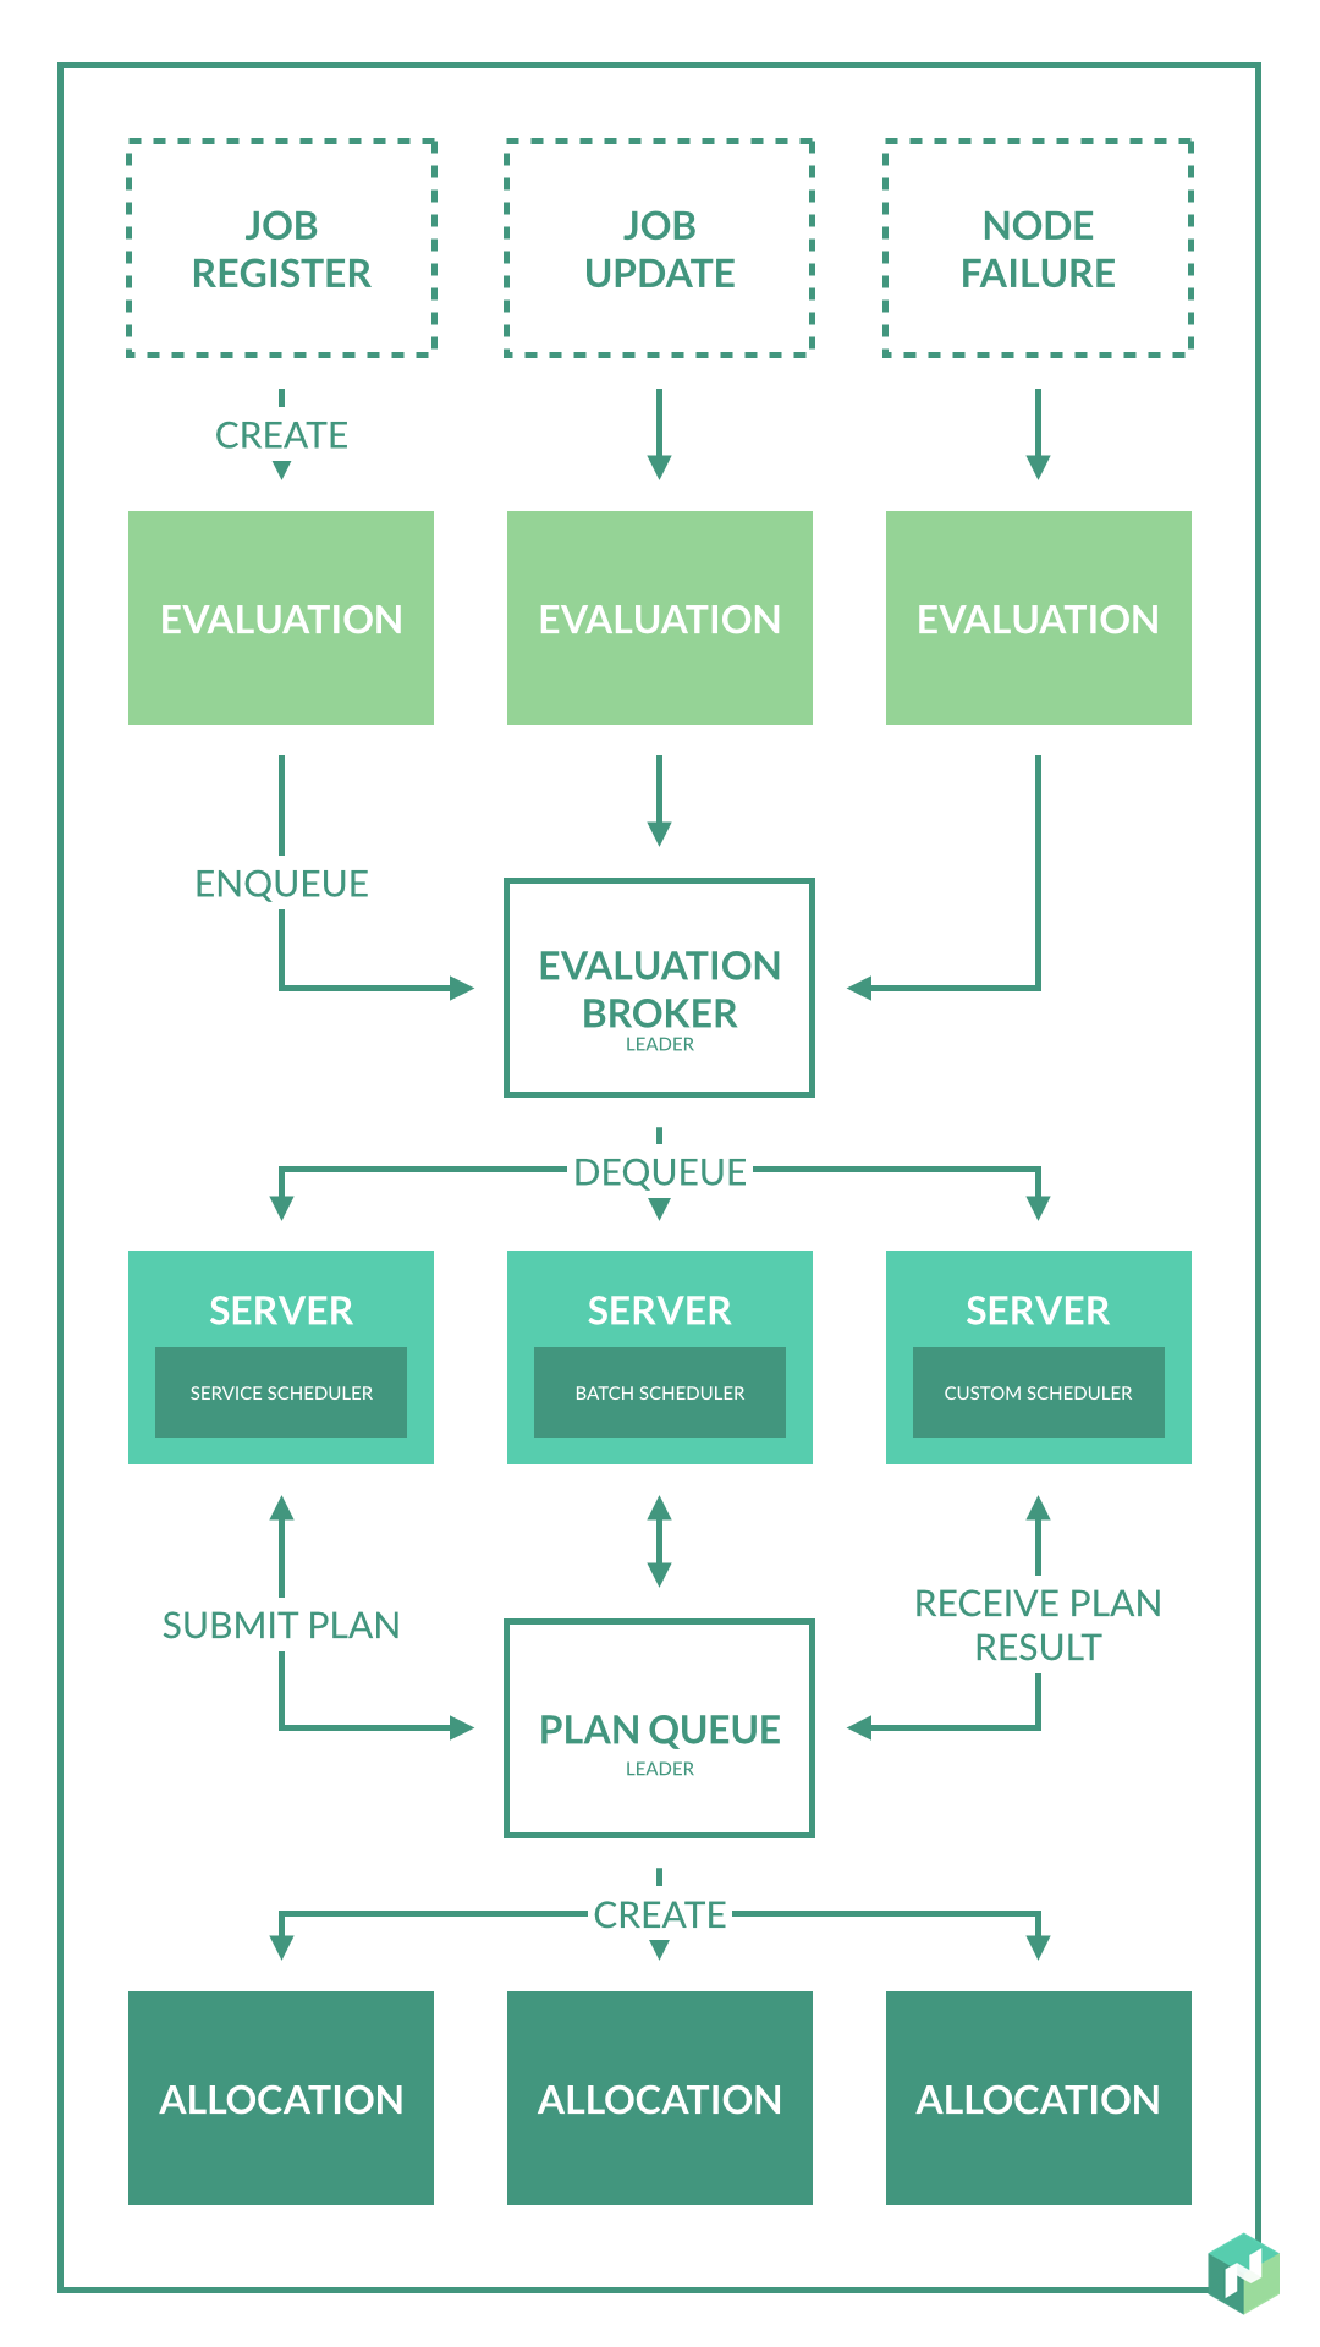 JOB
REGISTER
JOB
UPDATE
NODE
FAILURE
CREATE
EVALUATION
EVALUATION
EVALUATION
ENQUEUE
EVALUATION
BROKER
LEADER
DEQUEUE
SERVER
SERVICE SCHEDULER
SERVER
BATCH SCHEDULER
SERVER
CUSTOM SCHEDULER
SUBMIT PLAN
RECEIVE PLAN
RESULT
PLAN QUEUE
LEADER
CREATE
ALLOCATION
ALLOCATION
ALLOCATION